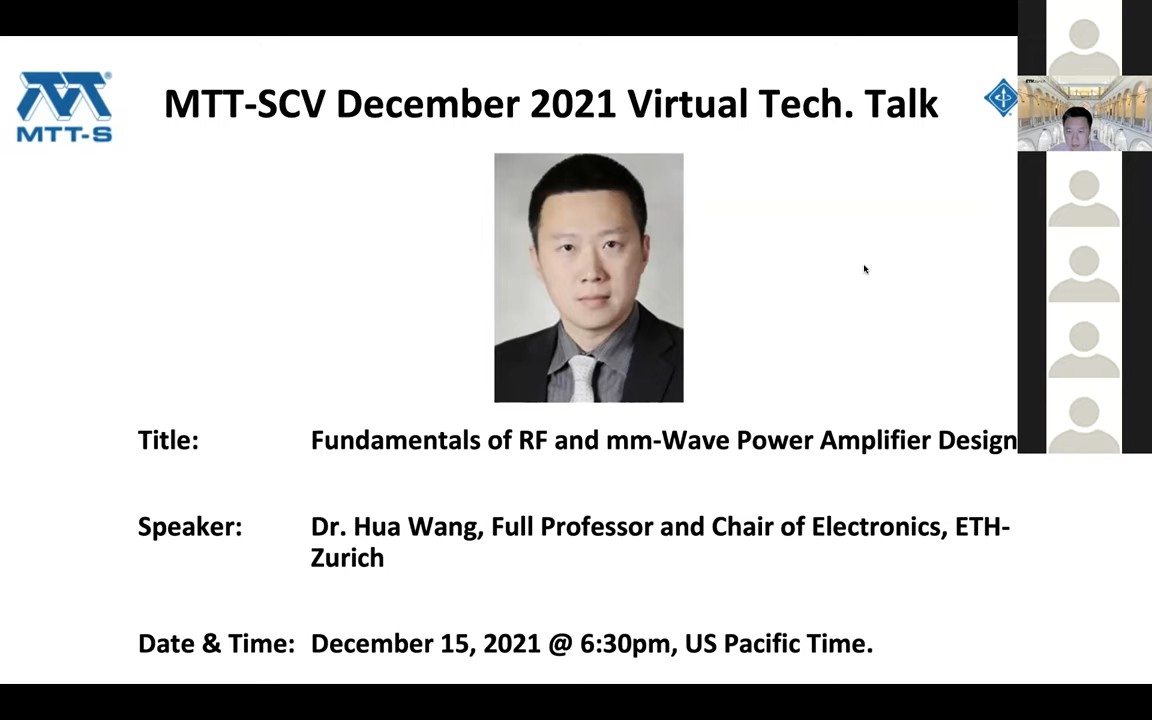 MTT-SCV December 2021 Virtual Tech. Talk
MTT-S
Title: Fundamentals of RF and mm-Wave Power Amplifier Design
Speaker: Dr. Hua Wang, Full Professor and Chair of Electronics, ETH-
Zurich
Date & Time: December 15, 2021 @ 6:30pm, US Pacific Time.